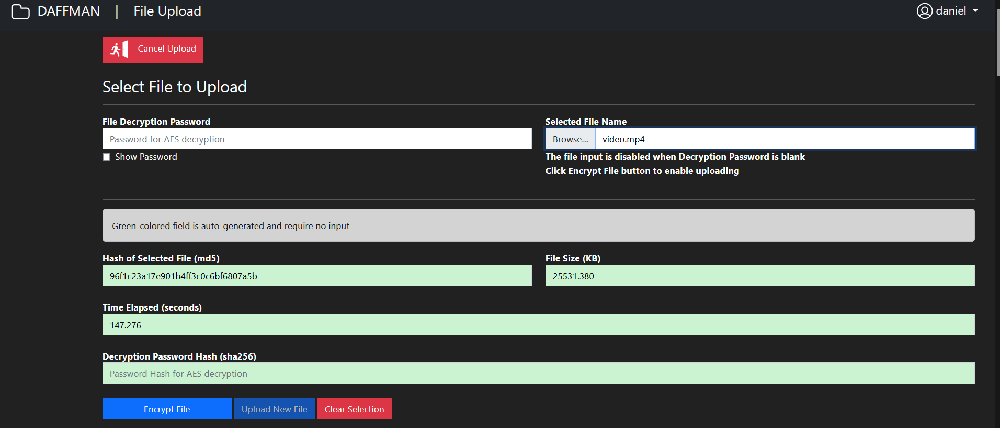 DAFFMAN | File Upload daniel
Cancel Upload
Select File to Upload
File Decryption Password
Password for AES decryption
Show Password
Selected File Name
Browse... video.mp4
The file input is disabled when Decryption Password is blank
Click Encrypt File button to enable uploading
Green-colored field is auto-generated and require no input
Hash of Selected File (md5)
96f1c23a17e901b4ff3c0c6bf6807a5b
File Size (KB)
25531.380
Time Elapsed (seconds)
147.276
Decryption Password Hash (sha256)
Password Hash for AES decryption
Encrypt File Upload New File Clear Selection